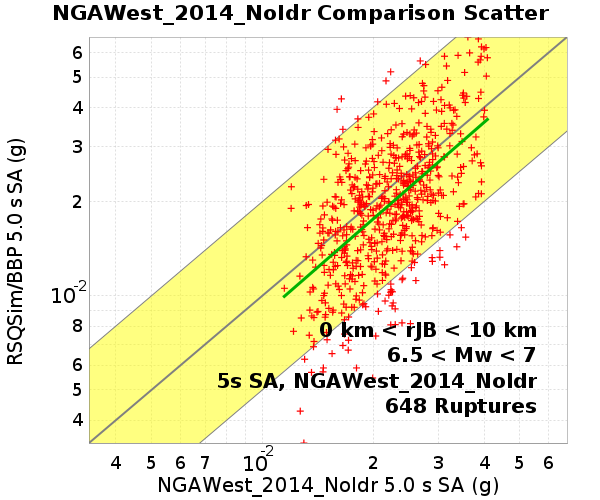 NGAWest_2014_NoIdr Comparison Scatter
RSQSim/BBP 5.0 s SA (g)
6
5
4
3
2
10⁻²
8
6
5
4
0 km < rJB < 10 km
6.5 < Mw < 7
5s SA, NGAWest_2014_NoIdr
648 Ruptures
4 5 6 7 10⁻² 2 3 4 5 6
NGAWest_2014_NoIdr 5.0 s SA (g)